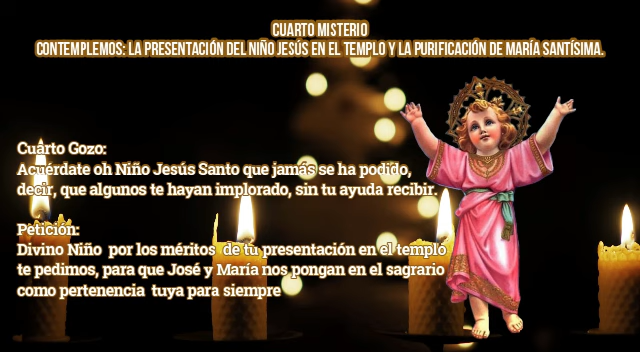 CUARTO MISTERIO
CONTEMPLEMOS: LA PRESENTACIÓN DEL NIÑO JESÚS EN EL TEMPLO Y LA PURIFICACIÓN DE MARÍA SANTÍSIMA.
Cuarto Gozo:
Acuérdate oh Niño Jesús Santo que jamás se ha podido,
decir, que algunos te hayan implorado, sin tu ayuda recibir.
Petición:
Divino Niño por los méritos de tu presentación en el templo
te pedimos, para que José y María nos pongan en el sagrario
como pertenencia tuya para siempre